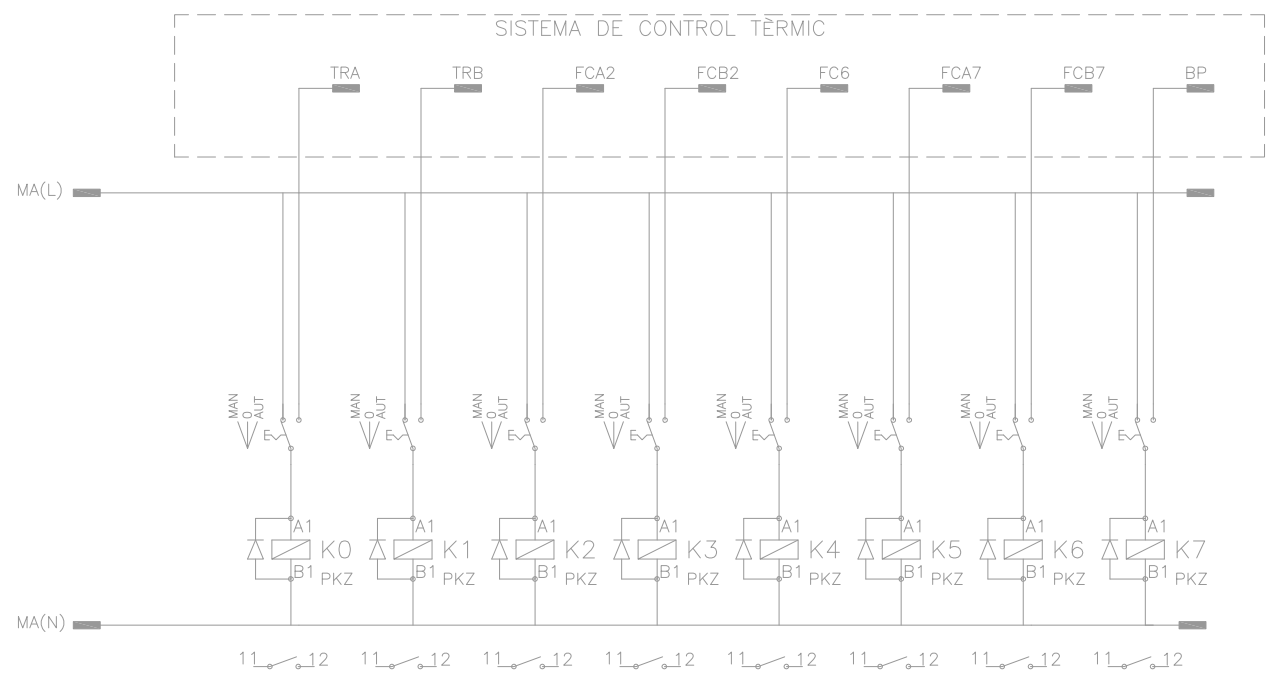 SISTEMA DE CONTROL TÈRMIC
TRA TRB FCA2 FCB2 FC6 FCA7 FCB7 BP
MA(L)
MAN 0 AUT MAN 0 AUT MAN 0 AUT MAN 0 AUT MAN 0 AUT MAN 0 AUT MAN 0 AUT MAN 0 AUT
A1 A1 A1 A1 A1 A1 A1 A1
K0 K1 K2 K3 K4 K5 K6 K7
B1 PKZ B1 PKZ B1 PKZ B1 PKZ B1 PKZ B1 PKZ B1 PKZ B1 PKZ
MA(N)
11 12 11 12 11 12 11 12 11 12 11 12 11 12 11 12